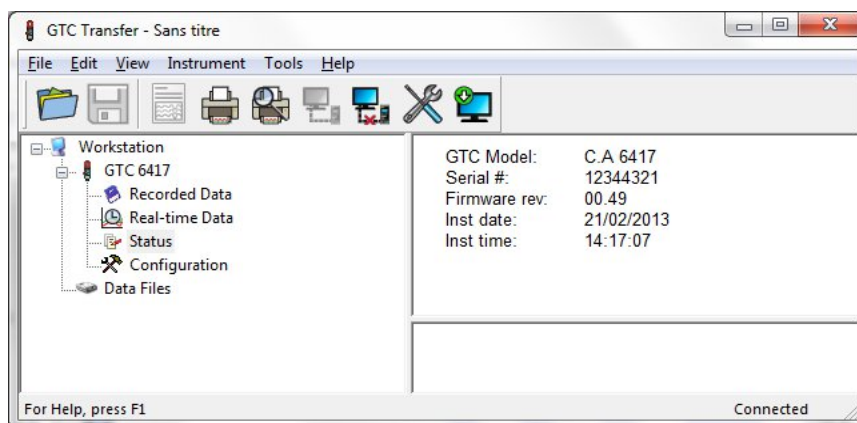 GTC Transfer - Sans titre
File Edit View Instrument Tools Help
Workstation
GTC 6417
Recorded Data
Real-time Data
Status
Configuration
Data Files
GTC Model: C.A 6417
Serial #: 12344321
Firmware rev: 00.49
Inst date: 21/02/2013
Inst time: 14:17:07
For Help, press F1 Connected